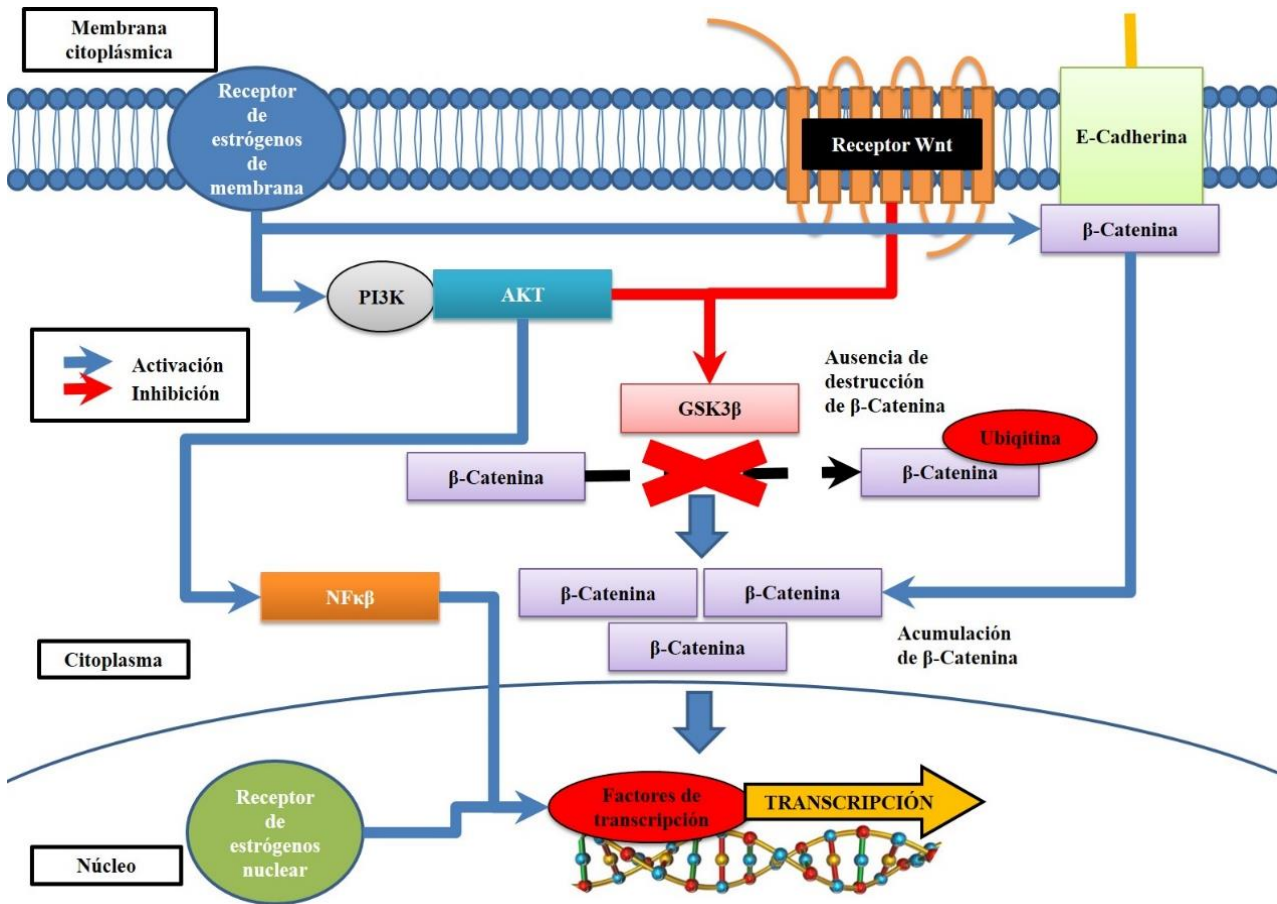 Membrana
citoplásmica
Receptor
de
estrógenos
de
membrana
Receptor Wnt
E-Cadherina
β-Catenina
PI3K
AKT
Activación
Inhibición
GSK3β
Ausencia de
destrucción
de β-Catenina
Ubiqitina
β-Catenina
β-Catenina
NFκβ
β-Catenina
β-Catenina
β-Catenina
Acumulación
de β-Catenina
Citoplasma
Receptor
de
estrógenos
nuclear
Factores de
transcripción
TRANSCRIPCIÓN
Núcleo